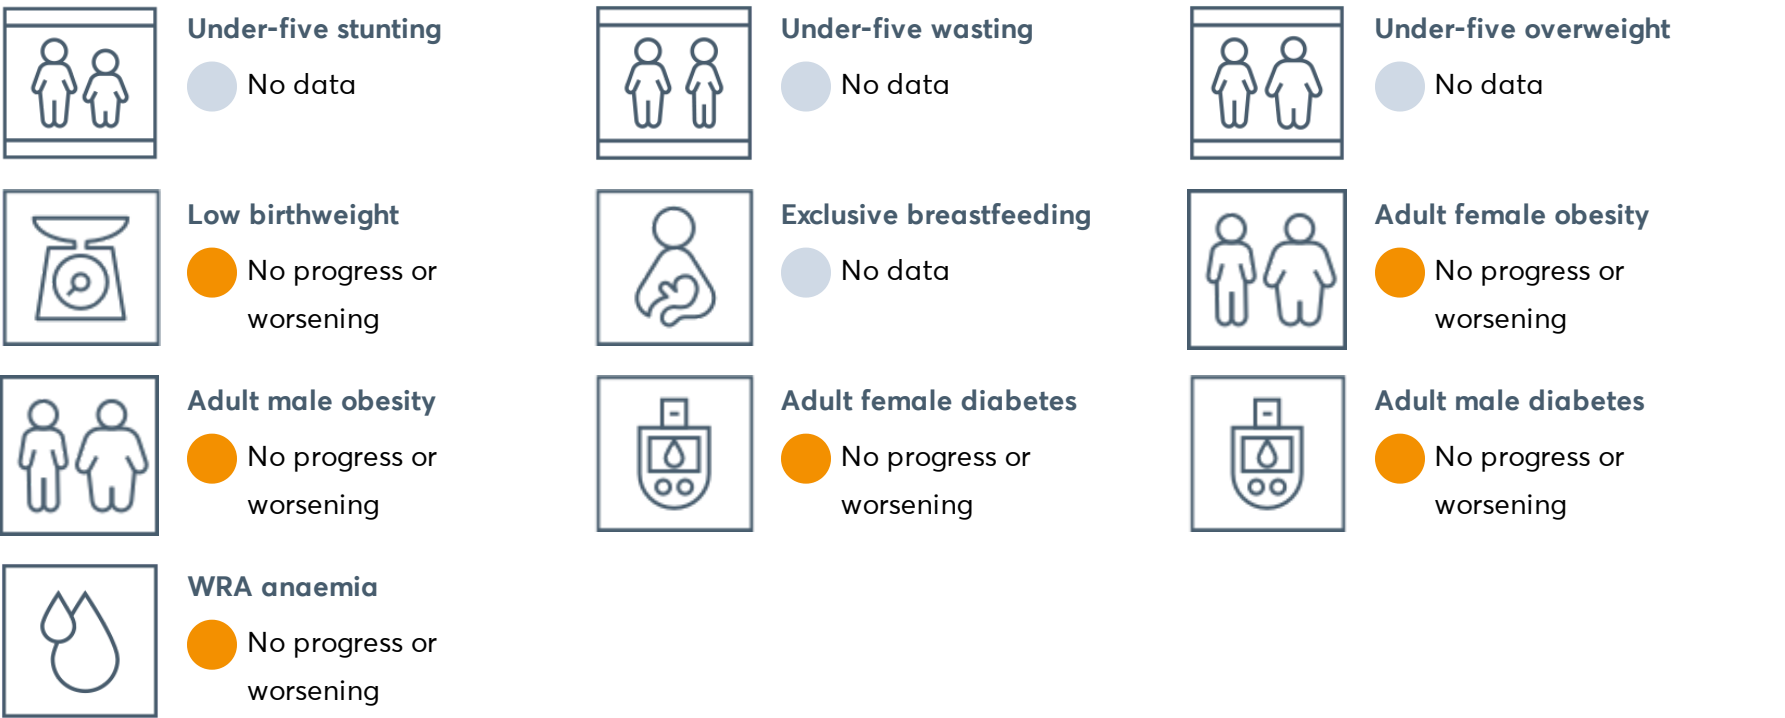 Under-five stunting
No data
Under-five wasting
No data
Under-five overweight
No data
Low birthweight
No progress or
worsening
Exclusive breastfeeding
No data
Adult female obesity
No progress or
worsening
Adult male obesity
No progress or
worsening
Adult female diabetes
No progress or
worsening
Adult male diabetes
No progress or
worsening
WRA anaemia
No progress or
worsening